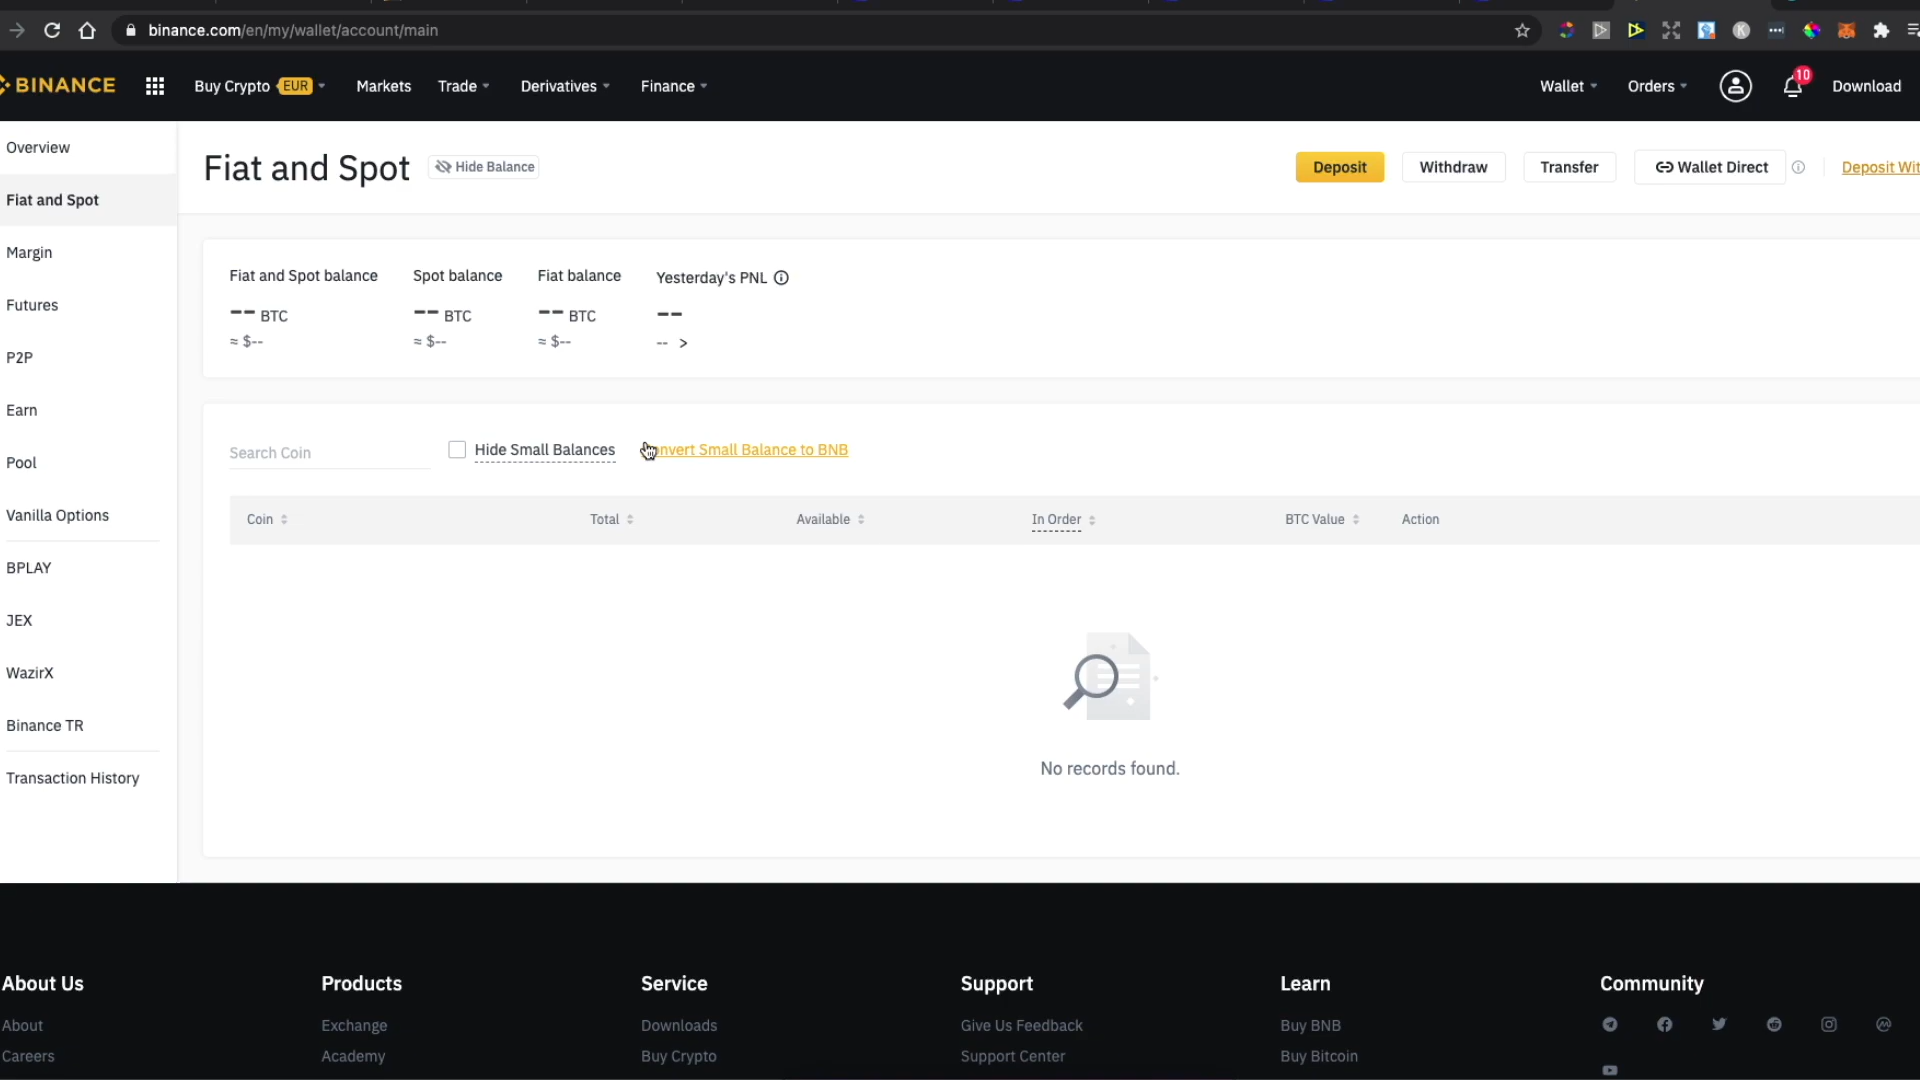 binance.com/en/my/wallet/account/main
BINANCE Buy Crypto EUR Markets Trade Derivatives Finance Wallet Orders 10 Download
Overview
Fiat and Spot
Margin
Futures
P2P
Earn
Pool
Vanilla Options
BPLAY
JEX
WazirX
Binance TR
Transaction History
Fiat and Spot Hide Balance Deposit Withdraw Transfer Wallet Direct Deposit Wit
Fiat and Spot balance Spot balance Fiat balance Yesterday's PNL
-- BTC -- BTC -- BTC --
≈ $-- ≈ $-- ≈ $-- -- >
Search Coin Hide Small Balances nvert Small Balance to BNB
Coin Total Available In Order BTC Value Action
No records found.
About Us Products Service Support Learn Community
About Exchange Downloads Give Us Feedback Buy BNB
Careers Academy Buy Crypto Support Center Buy Bitcoin